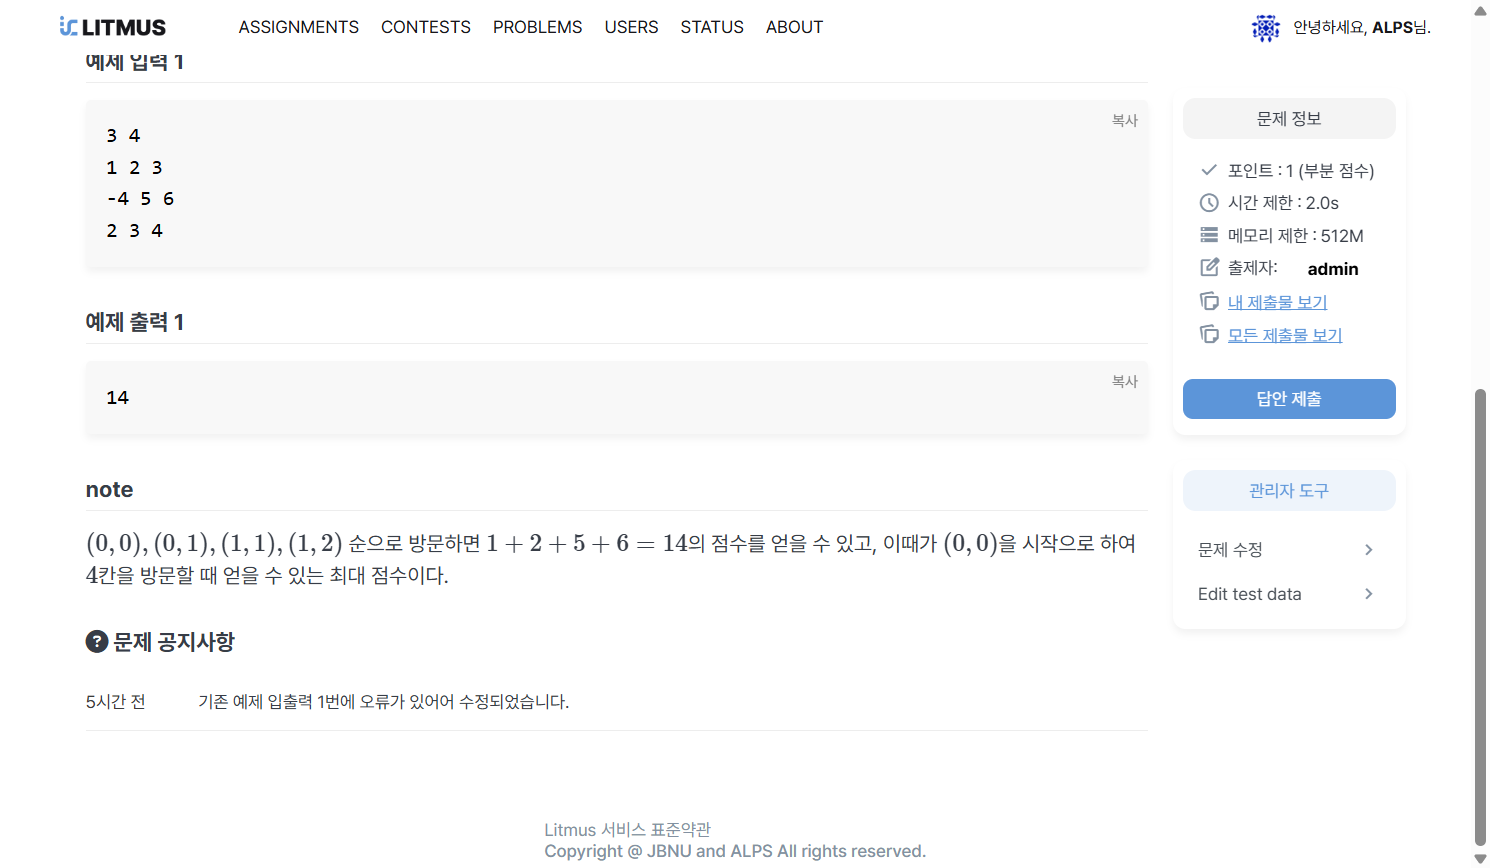 LITMUS ASSIGNMENTS CONTESTS PROBLEMS USERS STATUS ABOUT 안녕하세요, ALPS님.
예제 입력 1
복사
3 4
1 2 3
-4 5 6
2 3 4
예제 출력 1
복사
14
note
(0, 0), (0, 1), (1, 1), (1, 2) 순으로 방문하면 1 + 2 + 5 + 6 = 14의 점수를 얻을 수 있고, 이때가 (0, 0)을 시작으로 하여
4칸을 방문할 때 얻을 수 있는 최대 점수이다.
문제 공지사항
5시간 전 기존 예제 입출력 1번에 오류가 있어어 수정되었습니다.
문제 정보
포인트 : 1 (부분 점수)
시간 제한 : 2.0s
메모리 제한 : 512M
출제자: admin
내 제출물 보기
모든 제출물 보기
답안 제출
관리자 도구
문제 수정
Edit test data
Litmus 서비스 표준약관
Copyright @ JBNU and ALPS All rights reserved.